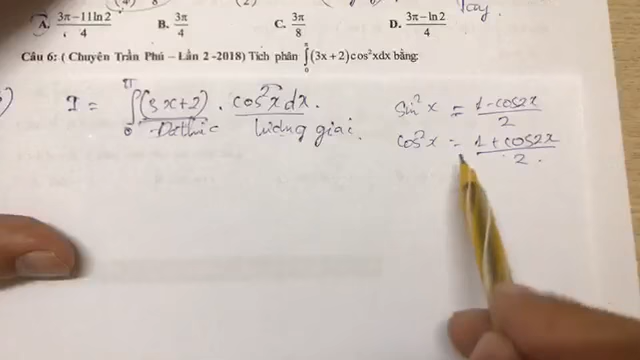 A. 3π−11ln2/4 B. 3π/4 C. 3π/8 D. 3π−ln2/4
Câu 6: ( Chuyên Trần Phú – Lần 2 -2018) Tích phân ∫₀^π (3x+2)cos²xdx bằng:
I = ∫₀^π (3x+2) . cos²x dx.
Đa thức lượng giác.
sin²x = 1-cos2x/2
cos²x = 1+cos2x/2.